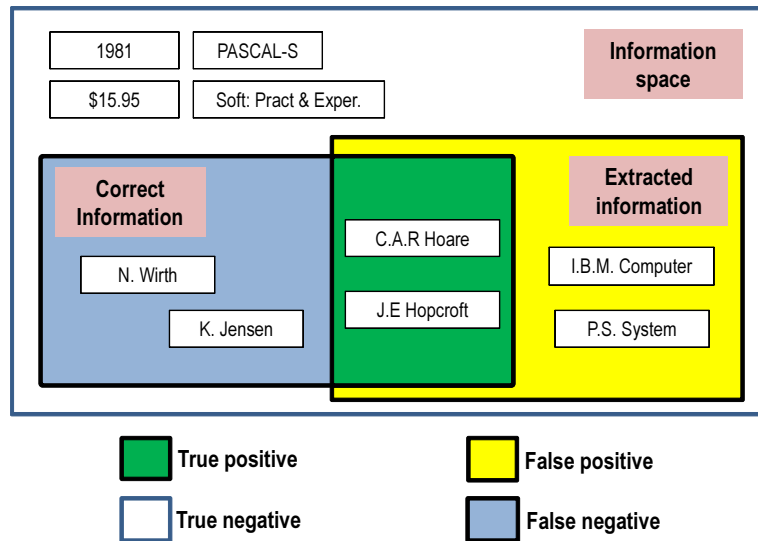 1981
PASCAL-S
Information
space
$15.95
Soft: Pract & Exper.
Correct
Information
Extracted
information
C.A.R Hoare
N. Wirth
I.B.M. Computer
J.E Hopcroft
K. Jensen
P.S. System
True positive
False positive
True negative
False negative